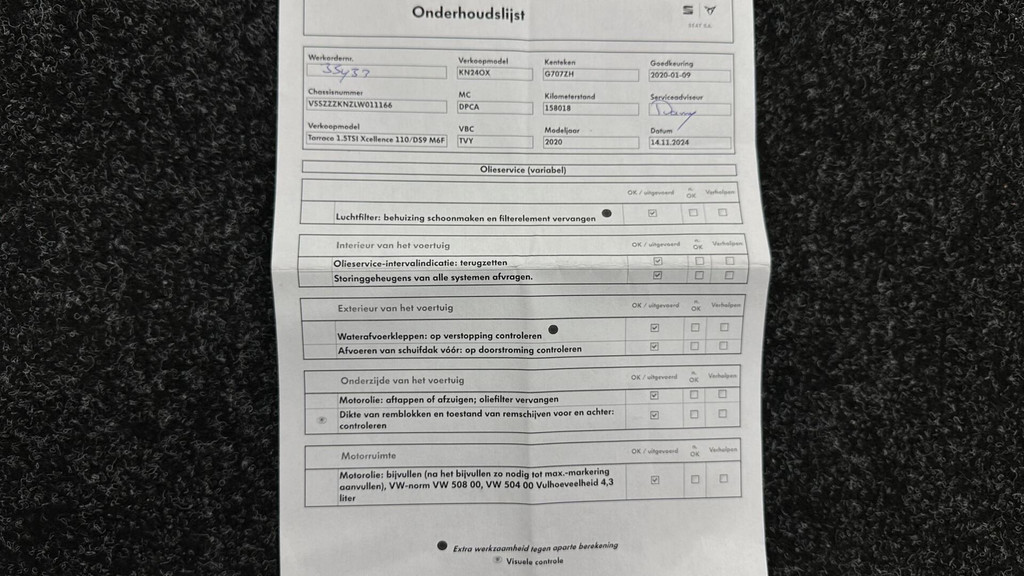 Onderhoudslijst
SEAT S.A.
Werkordernr. Verkoopmodel Kenteken Goedkeuring
KN24OX G707ZH 2020-01-09
Chassisnummer MC Kilometerstand Serviceadviseur
VSSZZZKNZLW011166 DPCA 158018
Verkoopmodel VBC Modeljaar Datum
Tarraco 1.5TSI Xcellence 110/DS9 M6F TVY 2020 14.11.2024
Olieservice (variabel)
OK / uitgevoerd n. OK Verholpen
Luchtfilter: behuizing schoonmaken en filterelement vervangen
Interieur van het voertuig OK / uitgevoerd n. OK Verholpen
Olieservice-intervalindicatie: terugzetten
Storinggeheugens van alle systemen afvragen.
Exterieur van het voertuig OK / uitgevoerd n. OK Verholpen
Waterafvoerkleppen: op verstopping controleren
Afvoeren van schuifdak vóór: op doorstroming controleren
Onderzijde van het voertuig OK / uitgevoerd n. OK Verholpen
Motorolie: aftappen of afzuigen; oliefilter vervangen
Dikte van remblokken en toestand van remschijven voor en achter:
controleren
Motorruimte OK / uitgevoerd n. OK Verholpen
Motorolie: bijvullen (na het bijvullen zo nodig tot max.-markering
aanvullen), VW-norm VW 508 00, VW 504 00 Vulhoeveelheid 4,3
liter
Extra werkzaamheid tegen aparte berekening
Visuele controle